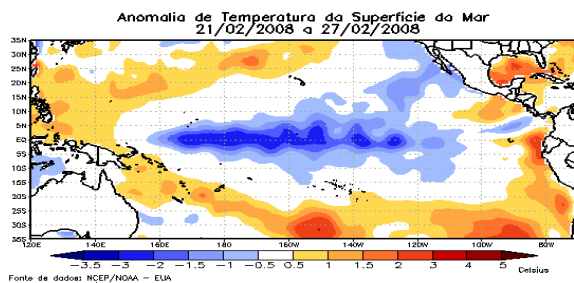 Anomalia de Temperatura da Superfície do Mar
21/02/2008 a 27/02/2008
35N
30N
25N
20N
15N
10N
5N
EQ
5S
10S
15S
20S
25S
30S
35S
120E 140E 160E 180 160W 140W 120W 100W 80W
-3.5 -3 -2 -1.5 -1 -0.5 0.5 1 1.5 2 3 4 5 Celsius
Fonte de dados: NCEP/NOAA - EUA